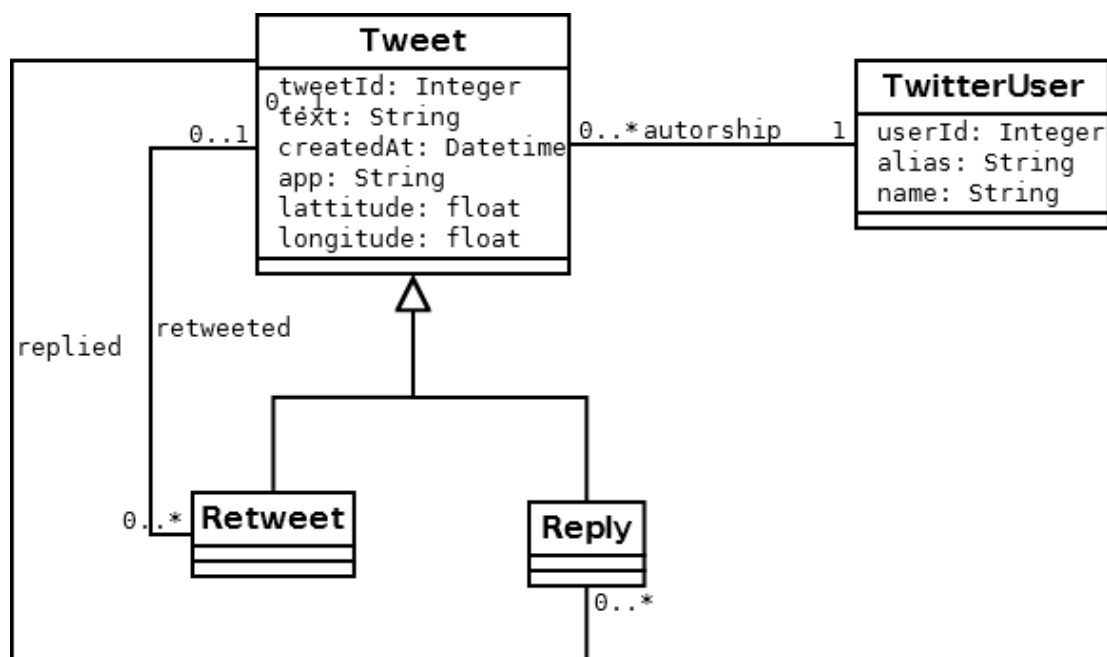 Tweet
tweetId: Integer
0..1
text: String
createdAt: Datetime
app: String
lattitude: float
longitude: float
0..1
0..* autorship 1
TwitterUser
userId: Integer
alias: String
name: String
replied
retweeted
0..*
Retweet
Reply
0..*